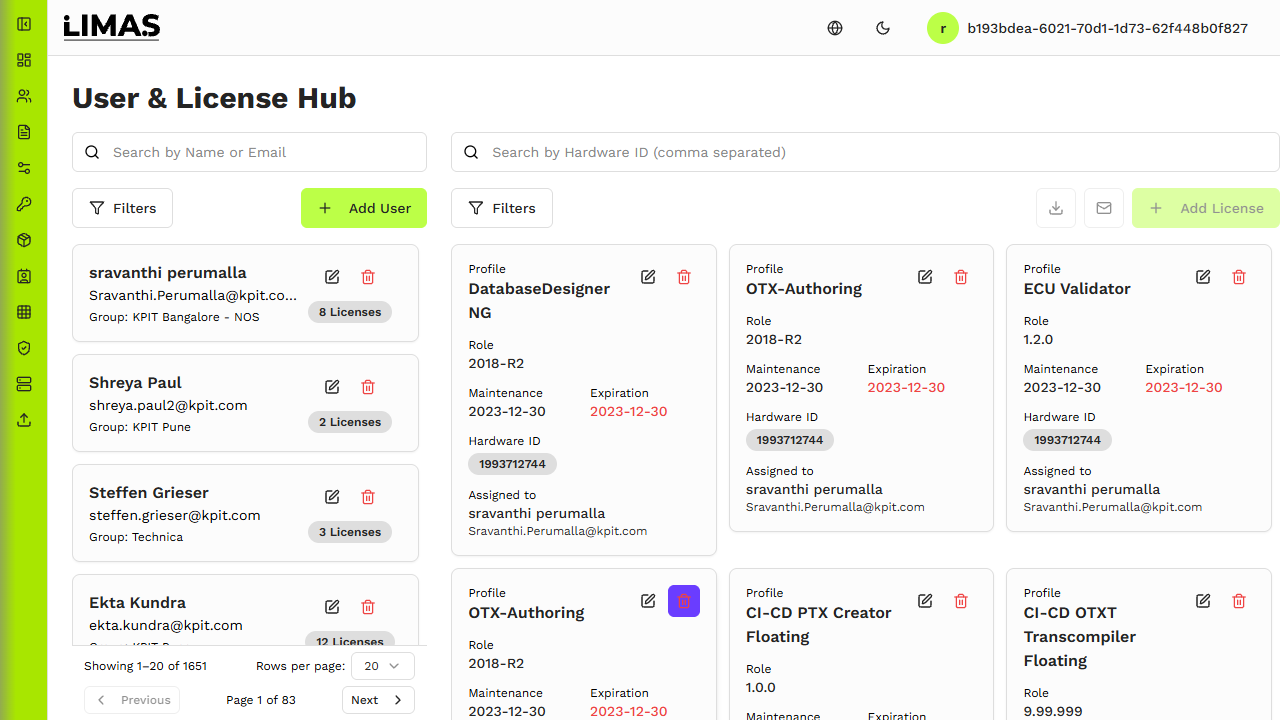 LIMAS
r
b193bdea-6021-70d1-1d73-62f448b0f827
User & License Hub
Search by Name or Email
Search by Hardware ID (comma separated)
Filters
Add User
Filters
Add License
sravanthi perumalla
Sravanthi.Perumalla@kpit.co...
Group: KPIT Bangalore - NOS
8 Licenses
Shreya Paul
shreya.paul2@kpit.com
Group: KPIT Pune
2 Licenses
Steffen Grieser
steffen.grieser@kpit.com
Group: Technica
3 Licenses
Ekta Kundra
ekta.kundra@kpit.com
12 Licenses
Showing 1–20 of 1651
Rows per page:
20
Previous
Page 1 of 83
Next
Profile
DatabaseDesigner
NG
Role
2018-R2
Maintenance
Expiration
2023-12-30
2023-12-30
Hardware ID
1993712744
Assigned to
sravanthi perumalla
Sravanthi.Perumalla@kpit.com
Profile
OTX-Authoring
Role
2018-R2
Maintenance
Expiration
2023-12-30
2023-12-30
Hardware ID
1993712744
Assigned to
sravanthi perumalla
Sravanthi.Perumalla@kpit.com
Profile
ECU Validator
Role
1.2.0
Maintenance
Expiration
2023-12-30
2023-12-30
Hardware ID
1993712744
Assigned to
sravanthi perumalla
Sravanthi.Perumalla@kpit.com
Profile
OTX-Authoring
Role
2018-R2
Maintenance
Expiration
2023-12-30
2023-12-30
Profile
CI-CD PTX Creator
Floating
Role
1.0.0
Maintenance
Expiration
Profile
CI-CD OTXT
Transcompiler
Floating
Role
9.99.999